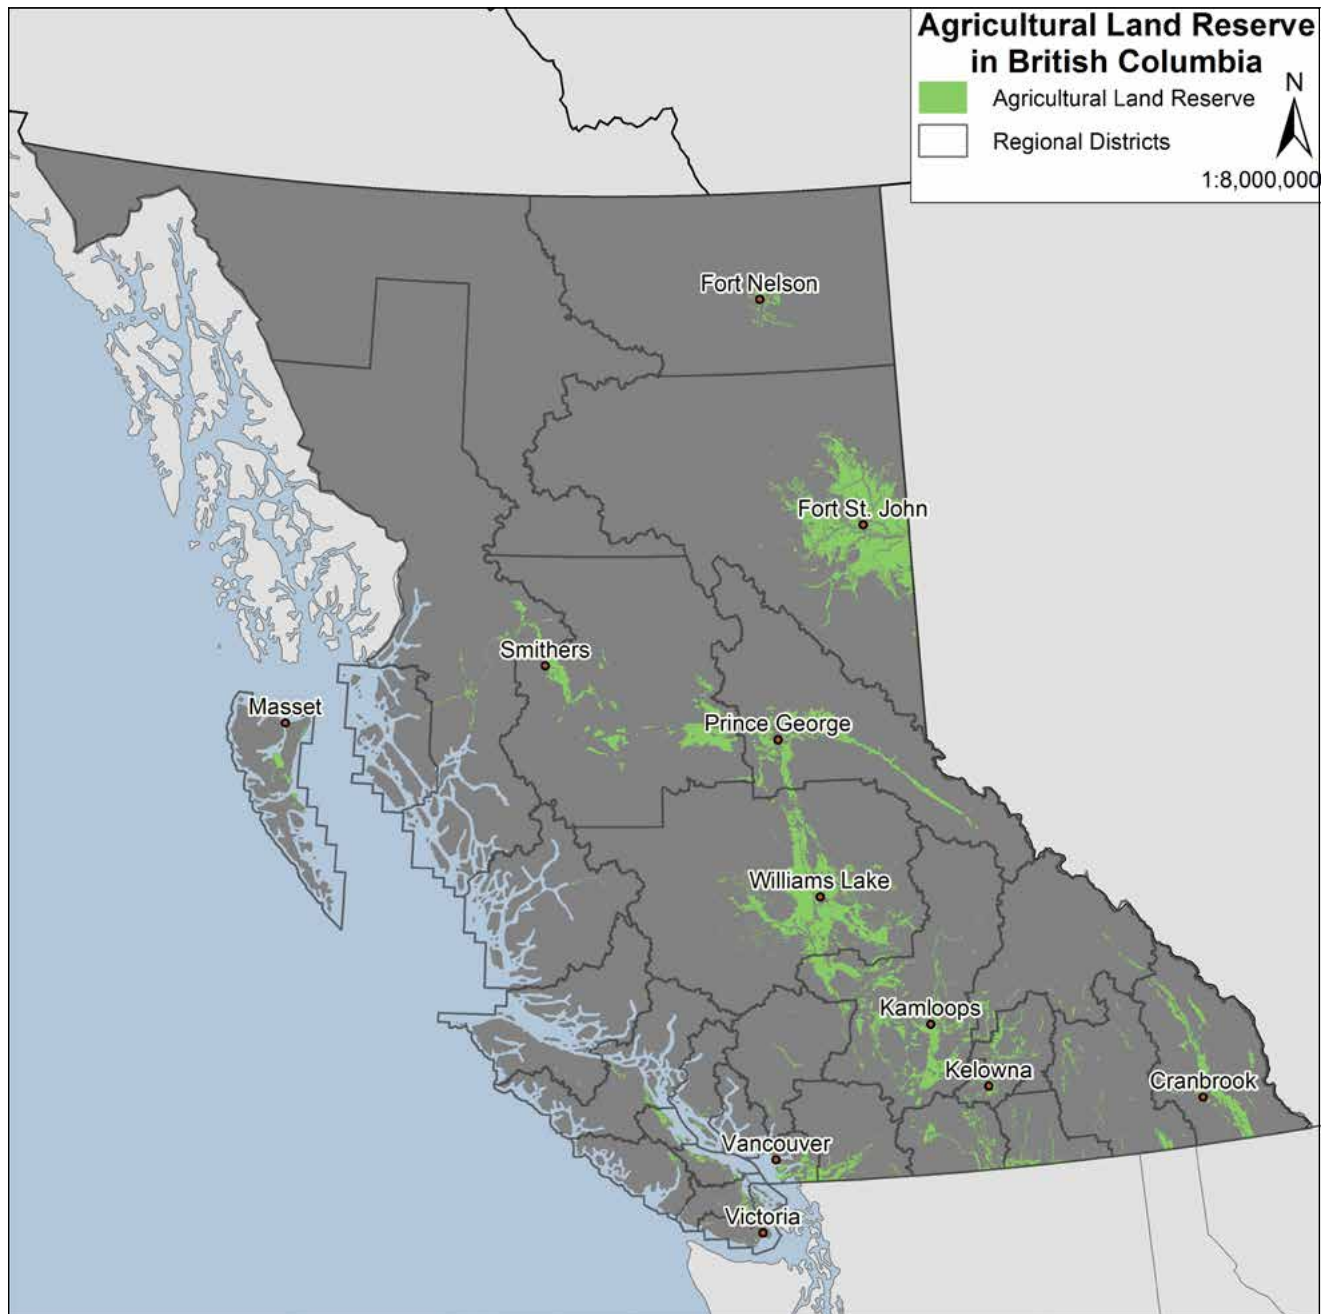 Agricultural Land Reserve
in British Columbia
N
Agricultural Land Reserve
Regional Districts
1:8,000,000
Fort Nelson
Fort St. John
Smithers
Masset
Prince George
Williams Lake
Kamloops
Kelowna
Cranbrook
Vancouver
Victoria